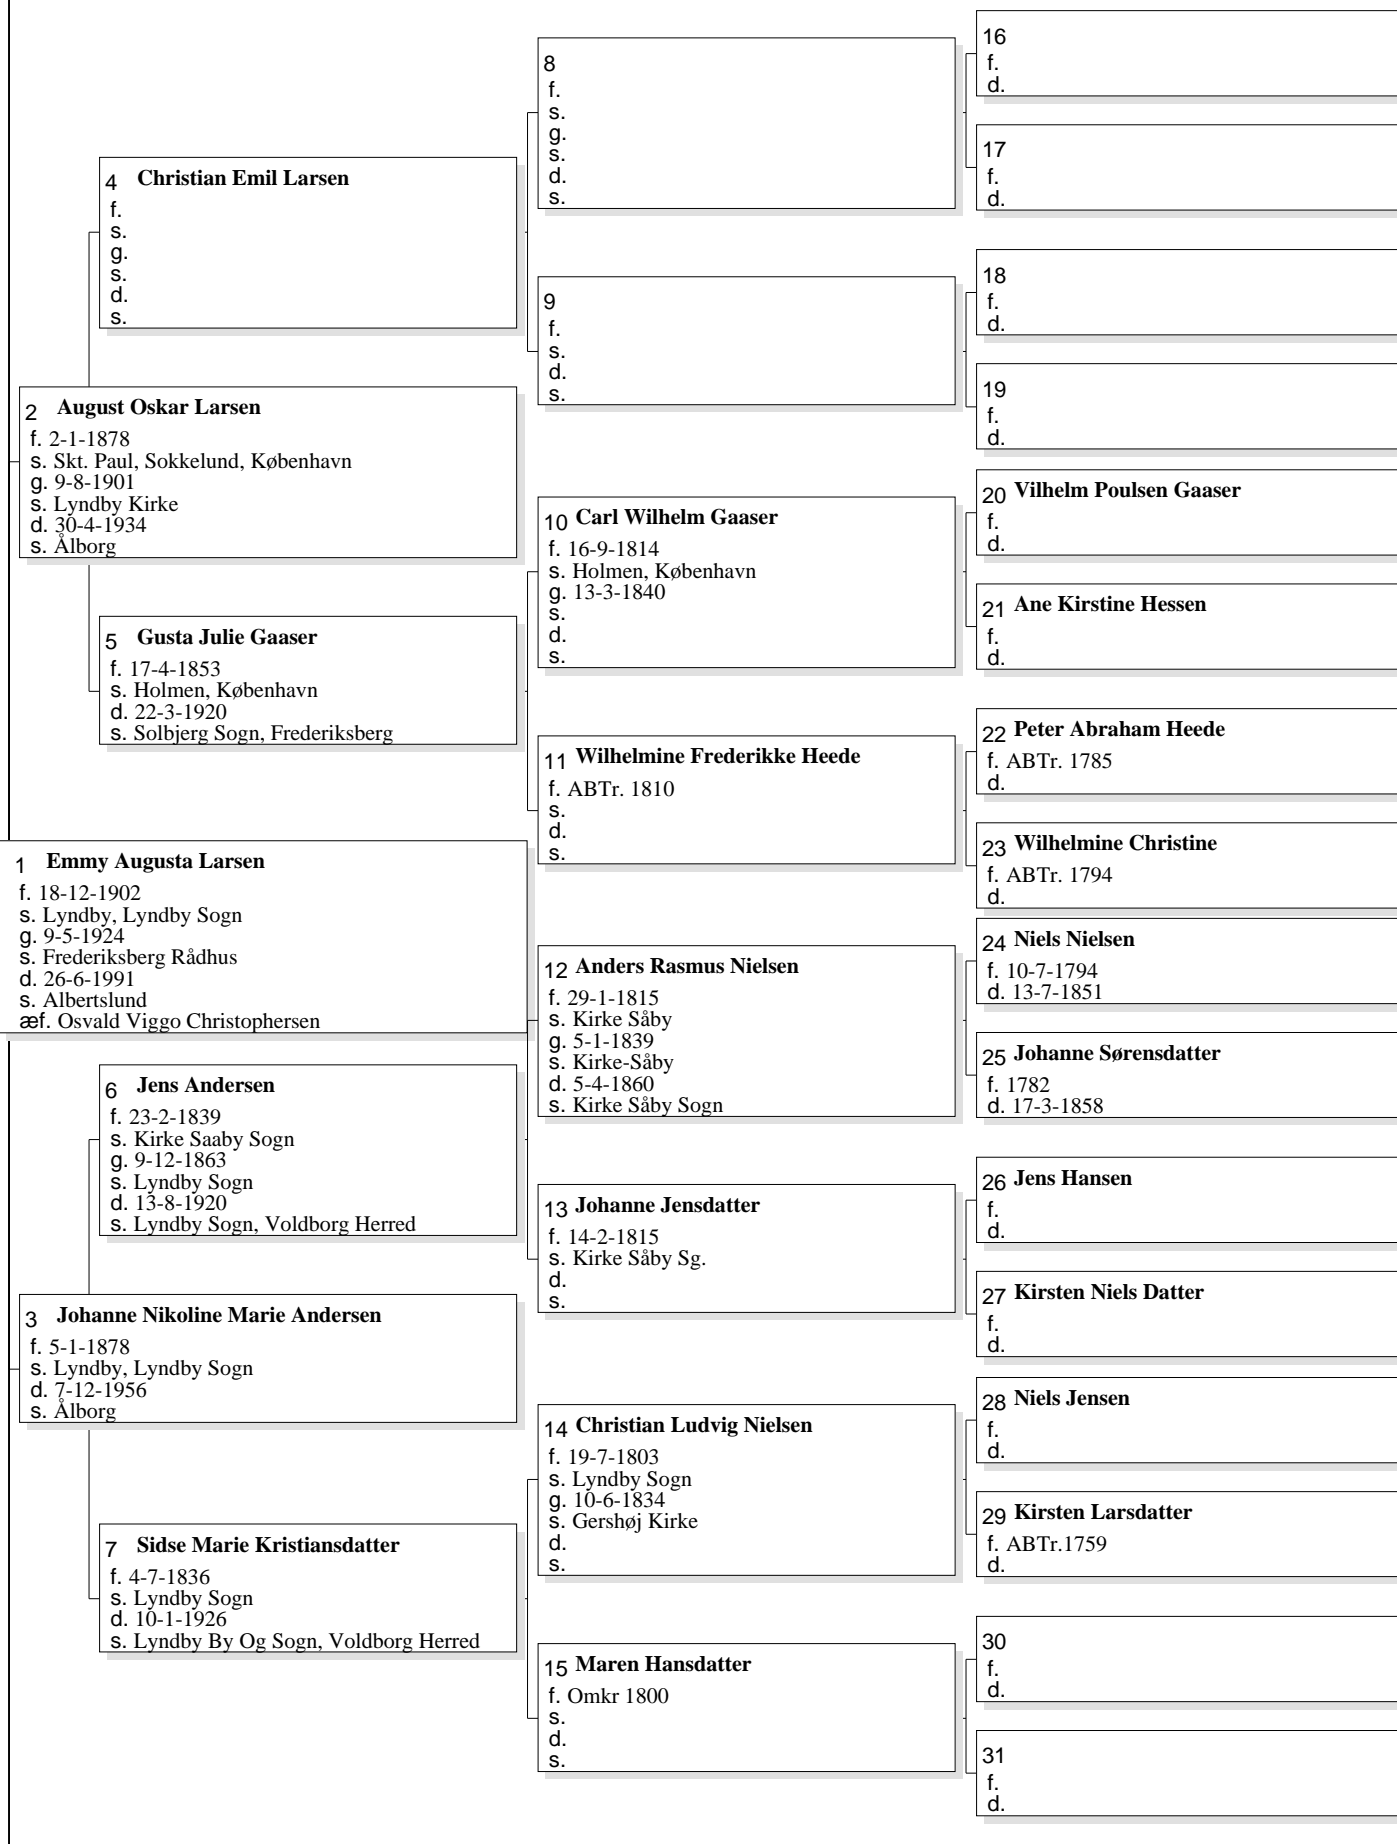 16
f.
d.
8
f.
s.
g.
s.
d.
s.
17
f.
d.
4 Christian Emil Larsen
f.
s.
g.
s.
d.
s.
18
f.
d.
9
f.
s.
d.
s.
19
f.
d.
2 August Oskar Larsen
f. 2-1-1878
s. Skt. Paul, Sokkelund, København
g. 9-8-1901
s. Lyndby Kirke
d. 30-4-1934
s. Ålborg
20 Vilhelm Poulsen Gaaser
f.
d.
10 Carl Wilhelm Gaaser
f. 16-9-1814
s. Holmen, København
g. 13-3-1840
s.
d.
s.
21 Ane Kirstine Hessen
f.
d.
5 Gusta Julie Gaaser
f. 17-4-1853
s. Holmen, København
d. 22-3-1920
s. Solbjerg Sogn, Frederiksberg
22 Peter Abraham Heede
f. ABTr. 1785
d.
11 Wilhelmine Frederikke Heede
f. ABTr. 1810
s.
d.
s.
23 Wilhelmine Christine
f. ABTr. 1794
d.
1 Emmy Augusta Larsen
f. 18-12-1902
s. Lyndby, Lyndby Sogn
g. 9-5-1924
s. Frederiksberg Rådhus
d. 26-6-1991
s. Albertslund
æf. Osvald Viggo Christophersen
24 Niels Nielsen
f. 10-7-1794
d. 13-7-1851
12 Anders Rasmus Nielsen
f. 29-1-1815
s. Kirke Såby
g. 5-1-1839
s. Kirke-Såby
d. 5-4-1860
s. Kirke Såby Sogn
25 Johanne Sørensdatter
f. 1782
d. 17-3-1858
6 Jens Andersen
f. 23-2-1839
s. Kirke Saaby Sogn
g. 9-12-1863
s. Lyndby Sogn
d. 13-8-1920
s. Lyndby Sogn, Voldborg Herred
26 Jens Hansen
f.
d.
13 Johanne Jensdatter
f. 14-2-1815
s. Kirke Såby Sg.
d.
s.
27 Kirsten Niels Datter
f.
d.
3 Johanne Nikoline Marie Andersen
f. 5-1-1878
s. Lyndby, Lyndby Sogn
d. 7-12-1956
s. Ålborg
28 Niels Jensen
f.
d.
14 Christian Ludvig Nielsen
f. 19-7-1803
s. Lyndby Sogn
g. 10-6-1834
s. Gershøj Kirke
d.
s.
29 Kirsten Larsdatter
f. ABTr.1759
d.
7 Sidse Marie Kristiansdatter
f. 4-7-1836
s. Lyndby Sogn
d. 10-1-1926
s. Lyndby By Og Sogn, Voldborg Herred
30
f.
d.
15 Maren Hansdatter
f. Omkr 1800
s.
d.
s.
31
f.
d.